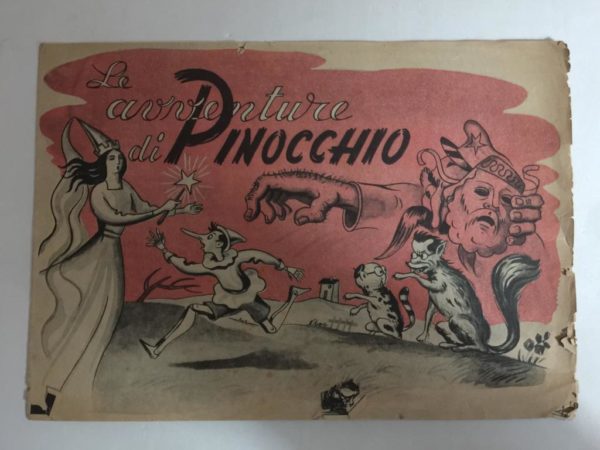 Le
avventure
di PINOCCHIO